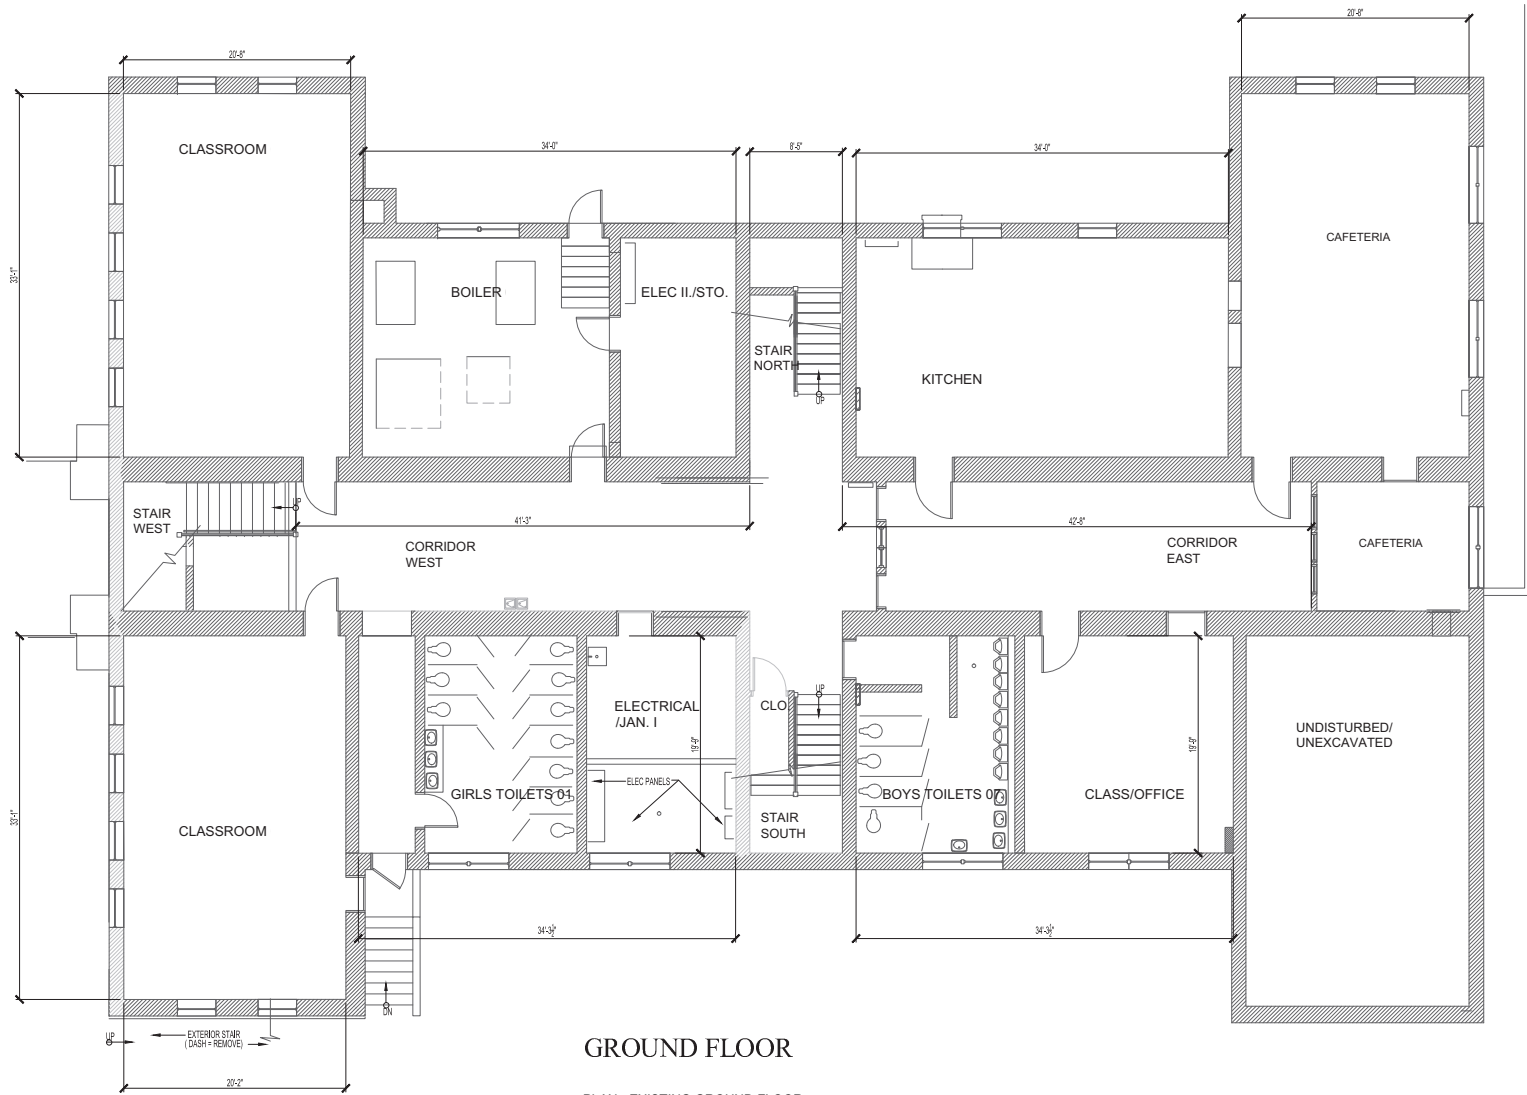 20'-8"
20'-8"
34'-0"
8'-5"
34'-0"
CLASSROOM
CAFETERIA
33'-1"
BOILER
ELEC II./STO.
STAIR
NORTH
KITCHEN
UP
UP
STAIR
WEST
41'-3"
42'-8"
CORRIDOR
WEST
CORRIDOR
EAST
CAFETERIA
UP
ELECTRICAL
/JAN. I
CLO.
UNDISTURBED/
UNEXCAVATED
19'-9"
19'-9"
ELEC PANELS
GIRLS TOILETS 01
BOYS TOILETS 07
CLASS/OFFICE
33'-1"
CLASSROOM
STAIR
SOUTH
34'-3½"
34'-3½"
DN
UP
EXTERIOR STAIR
( DASH = REMOVE)
GROUND FLOOR
20'-2"